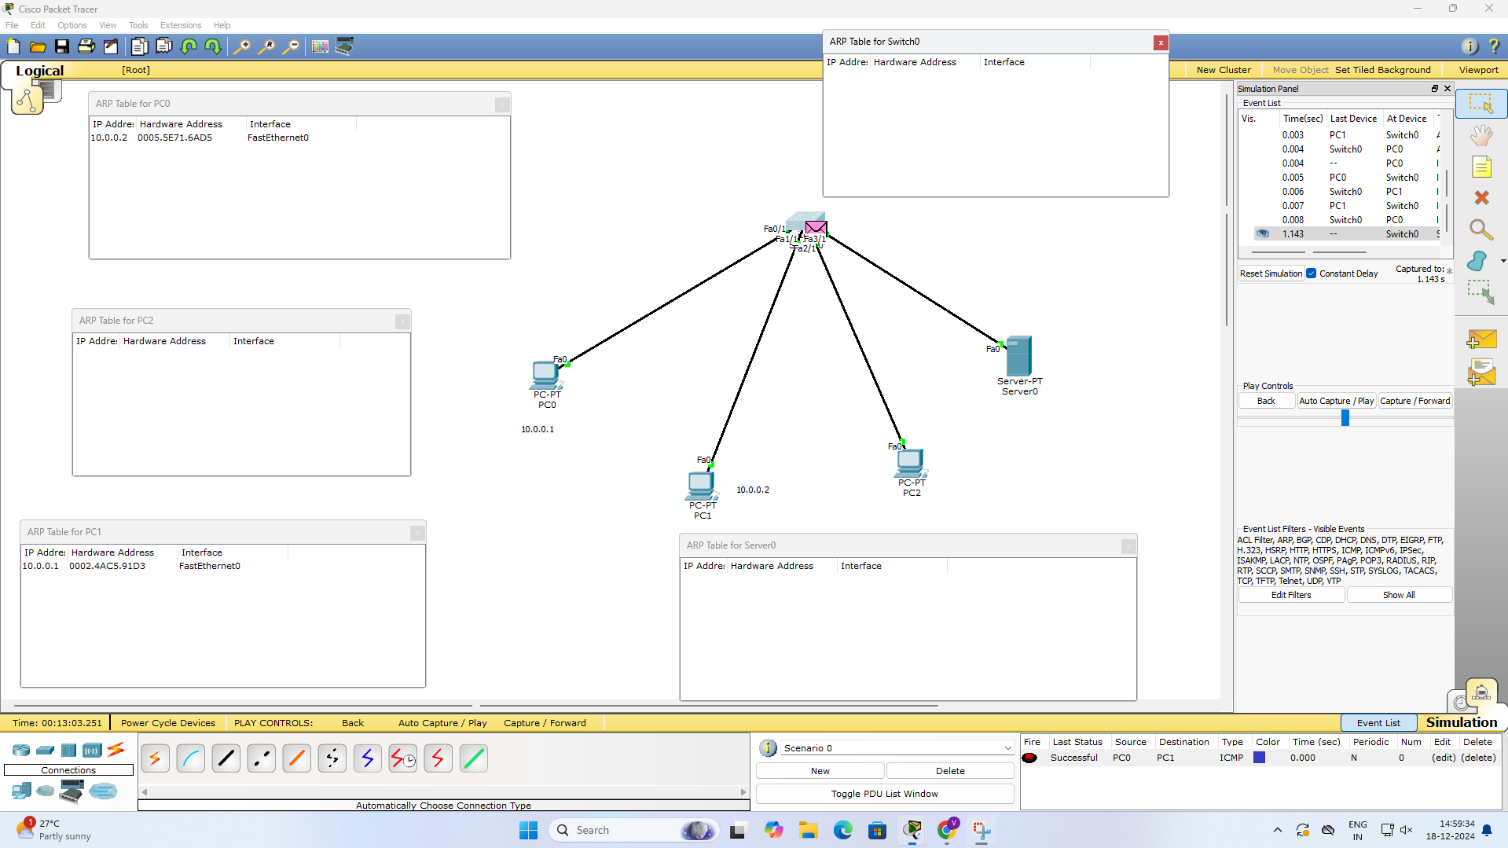 Cisco Packet Tracer
File Edit Options View Tools Extensions Help
Logical
[Root]
New Cluster
Move Object
Set Tiled Background
Viewport
ARP Table for Switch0
x
IP Addre: Hardware Address Interface
ARP Table for PC0
IP Addre: Hardware Address Interface
10.0.0.2 0005.5E71.6AD5 FastEthernet0
ARP Table for PC2
IP Addre: Hardware Address Interface
ARP Table for PC1
IP Addre: Hardware Address Interface
10.0.0.1 0002.4AC5.91D3 FastEthernet0
ARP Table for Server0
IP Addre: Hardware Address Interface
Fa0/1
Fa1/1 Fa3/1
Fa2/1
Fa0
PC-PT
PC0
10.0.0.1
Fa0
PC-PT
PC1
10.0.0.2
Fa0
PC-PT
PC2
Fa0
Server-PT
Server0
Simulation Panel
Event List
Vis. Time(sec) Last Device At Device
0.003 PC1 Switch0
0.004 Switch0 PC0
0.004 -- PC0
0.005 PC0 Switch0
0.006 Switch0 PC1
0.007 PC1 Switch0
0.008 Switch0 PC0
1.143 -- Switch0
Reset Simulation
Constant Delay
Captured to: *
1.143 s
Play Controls
Back
Auto Capture / Play
Capture / Forward
Event List Filters - Visible Events
ACL Filter, ARP, BGP, CDP, DHCP, DNS, DTP, EIGRP, FTP,
H.323, HSRP, HTTP, HTTPS, ICMP, ICMPv6, IPSec,
ISAKMP, LACP, NTP, OSPF, PAgP, POP3, RADIUS, RIP,
RTP, SCCP, SMTP, SNMP, SSH, STP, SYSLOG, TACACS,
TCP, TFTP, Telnet, UDP, VTP
Edit Filters
Show All
Time: 00:13:03.251
Power Cycle Devices
PLAY CONTROLS:
Back
Auto Capture / Play
Capture / Forward
Event List
Simulation
Connections
Automatically Choose Connection Type
Scenario 0
New
Delete
Toggle PDU List Window
Fire Last Status Source Destination Type Color Time (sec) Periodic Num Edit Delete
Successful PC0 PC1 ICMP 0.000 N 0 (edit) (delete)
1
27°C
Partly sunny
Search
V
ENG
IN
14:59:34
18-12-2024